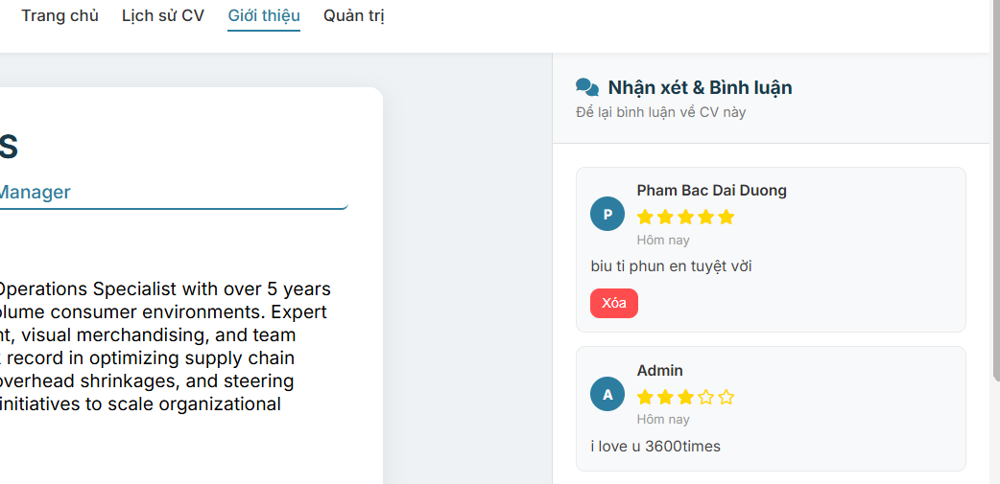 Trang chủ Lịch sử CV Giới thiệu Quản trị
S
Manager
Operations Specialist with over 5 years
olume consumer environments. Expert
nt, visual merchandising, and team
record in optimizing supply chain
overhead shrinkages, and steering
initiatives to scale organizational
Nhận xét & Bình luận
Để lại bình luận về CV này
P
Pham Bac Dai Duong
Hôm nay
biu ti phun en tuyệt vời
Xóa
A
Admin
Hôm nay
i love u 3600times